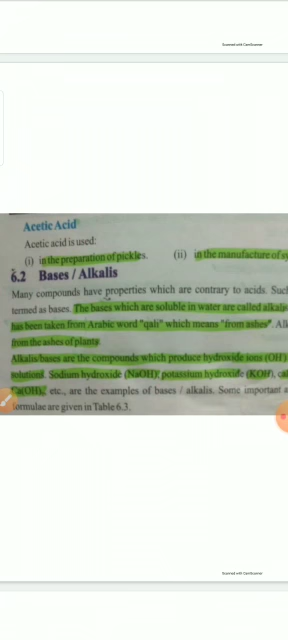 Scanned with CamScanner
Acetic Acid
Acetic acid is used:
(i) in the preparation of pickles. (ii) in the manufacture of sy
6.2 Bases / Alkalis
Many compounds have properties which are contrary to acids. Such
termed as bases. The bases which are soluble in water are called alkali
has been taken from Arabic word "qali" which means "from ashes". Alk
from the ashes of plants
Alkalis/bases are the compounds which produce hydroxide ions (OH)
solutions. Sodium hydroxide (NaOH), potassium hydroxide (KOH), cal
etc., are the examples of bases / alkalis. Some important a
formulae are given in Table 6.3.
Scanned with CamScanner